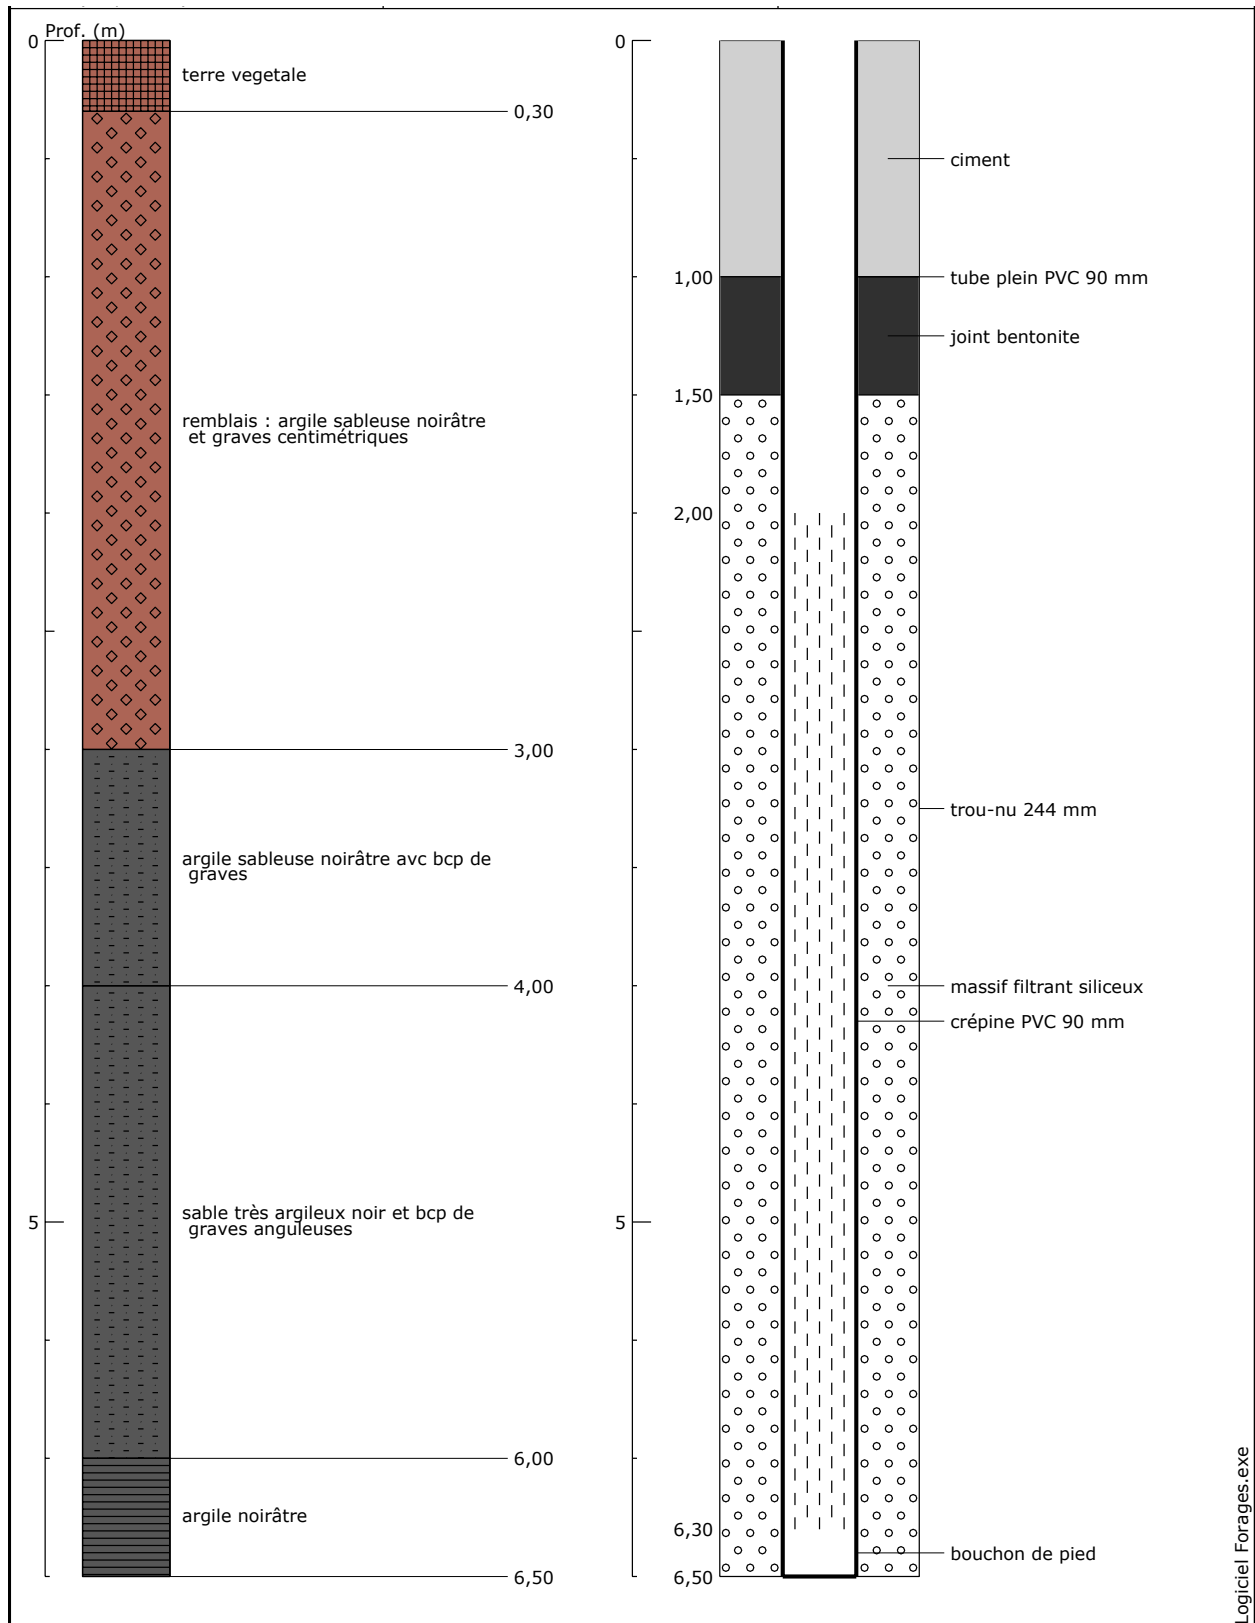 Prof. (m)
0
terre vegetale
0,30
remblais : argile sableuse noirâtre
et graves centimétriques
3,00
argile sableuse noirâtre avc bcp de
graves
4,00
5
sable très argileux noir et bcp de
graves anguleuses
6,00
argile noirâtre
6,50
0
ciment
1,00
tube plein PVC 90 mm
joint bentonite
1,50
2,00
trou-nu 244 mm
massif filtrant siliceux
crépine PVC 90 mm
5
6,30
bouchon de pied
6,50
Logiciel Forages.exe